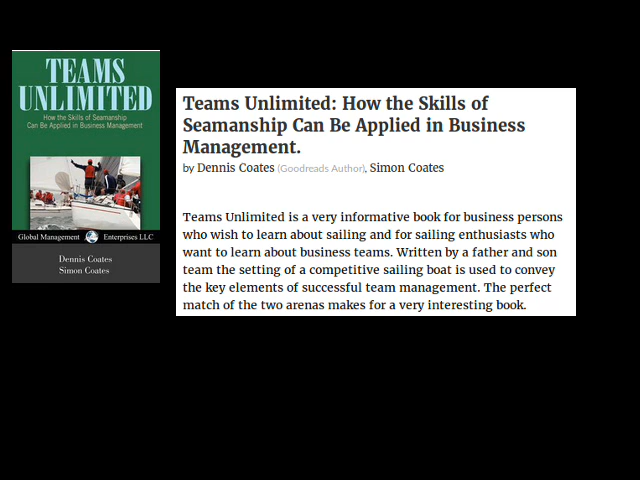 TEAMS
UNLIMITED
How the Skills of Seamanship
Can Be Applied in Business Management
Global Management Enterprises LLC
Dennis Coates
Simon Coates
Teams Unlimited: How the Skills of
Seamanship Can Be Applied in Business
Management.
by Dennis Coates (Goodreads Author), Simon Coates
Teams Unlimited is a very informative book for business persons
who wish to learn about sailing and for sailing enthusiasts who
want to learn about business teams. Written by a father and son
team the setting of a competitive sailing boat is used to convey
the key elements of successful team management. The perfect
match of the two arenas makes for a very interesting book.